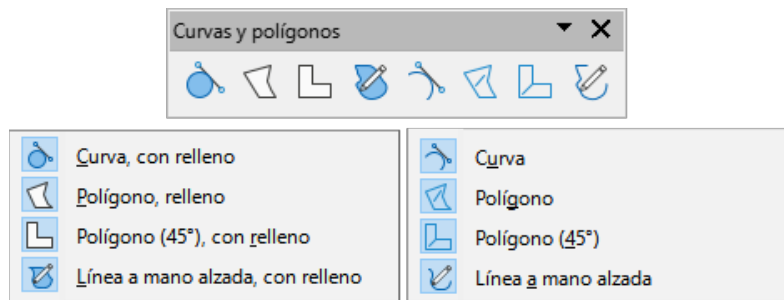 Curvas y polígonos
Curva, con relleno
Polígono, relleno
Polígono (45°), con relleno
Línea a mano alzada, con relleno
Curva
Polígono
Polígono (45°)
Línea a mano alzada